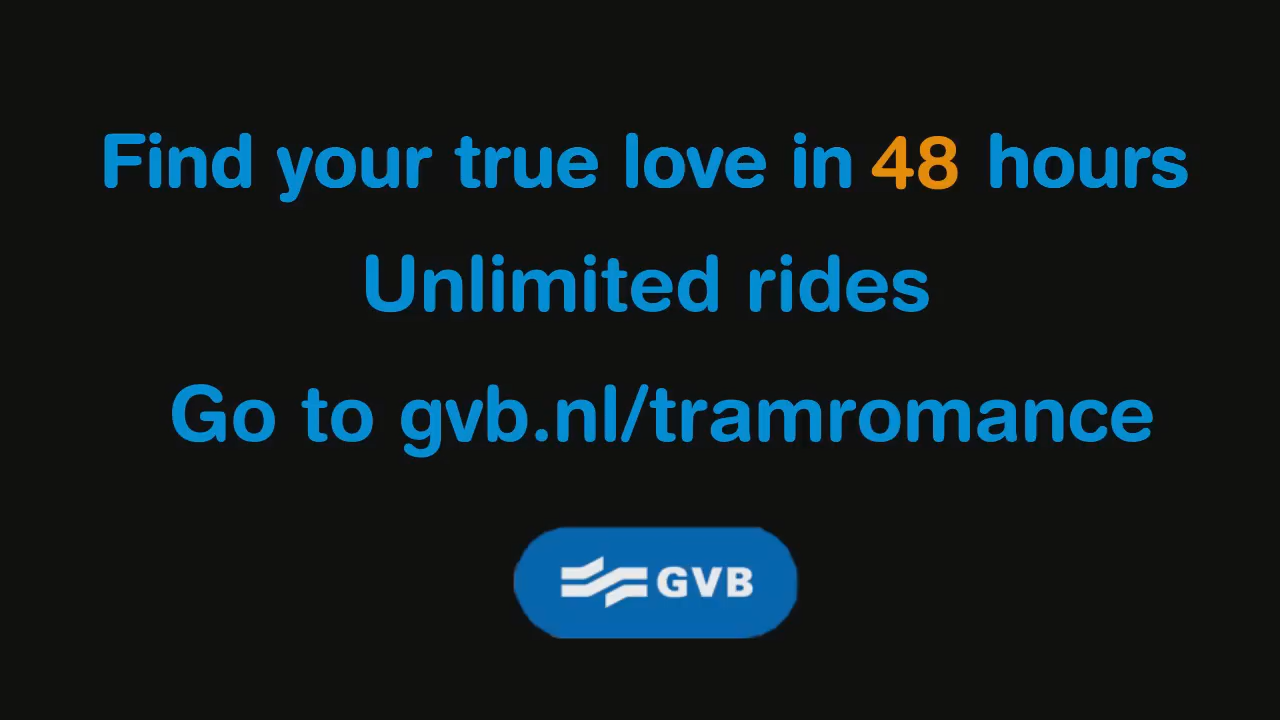 Find your true love in 48 hours
Unlimited rides
Go to gvb.nl/tramromance
GVB